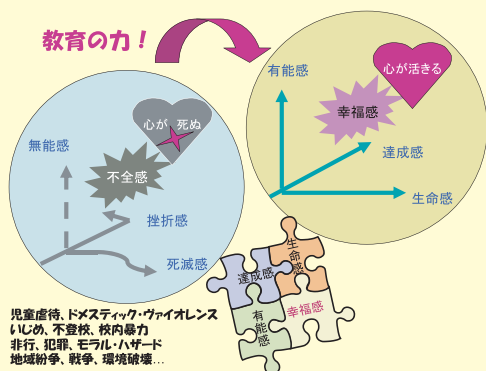 教育の力！
心が死ぬ
無能感
不全感
挫折感
死滅感
有能感
心が活きる
幸福感
達成感
生命感
生命感
達成感
有能感
幸福感
児童虐待、ドメスティック・ヴァイオレンス
いじめ、不登校、校内暴力
非行、犯罪、モラル・ハザード
地域紛争、戦争、環境破壊…